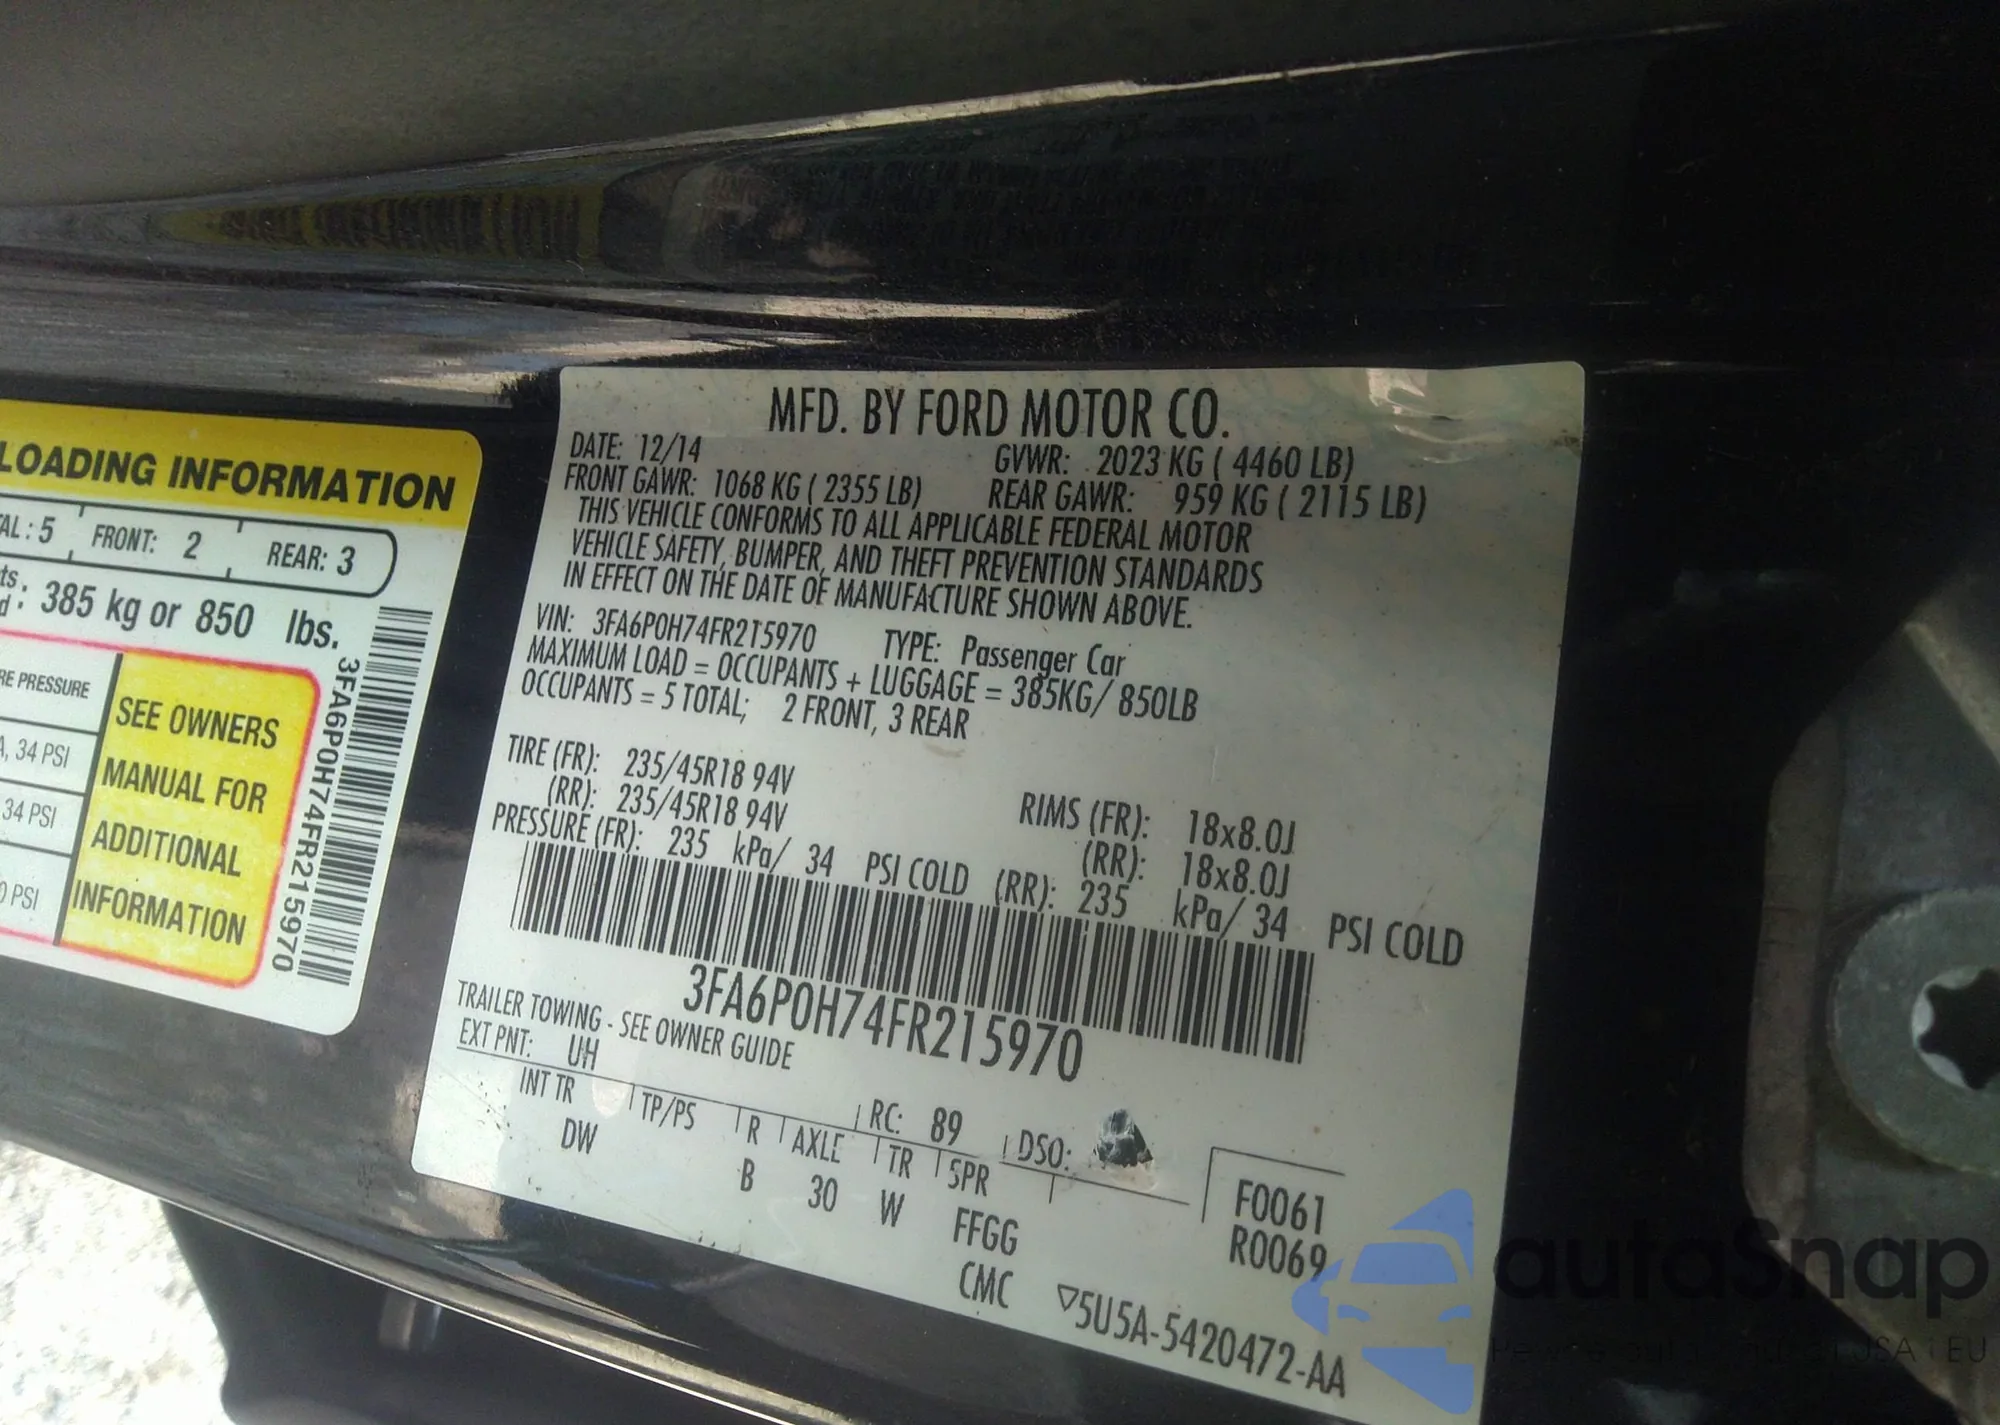 LOADING INFORMATION
AL : 5 FRONT: 2 REAR: 3
385 kg or 850 lbs.
RE PRESSURE
A, 34 PSI
34 PSI
0 PSI
SEE OWNERS
MANUAL FOR
ADDITIONAL
INFORMATION
3FA6P0H74FR215970
MFD. BY FORD MOTOR CO.
DATE: 12/14 GVWR: 2023 KG ( 4460 LB)
FRONT GAWR: 1068 KG ( 2355 LB) REAR GAWR: 959 KG ( 2115 LB)
THIS VEHICLE CONFORMS TO ALL APPLICABLE FEDERAL MOTOR
VEHICLE SAFETY, BUMPER, AND THEFT PREVENTION STANDARDS
IN EFFECT ON THE DATE OF MANUFACTURE SHOWN ABOVE.
VIN: 3FA6P0H74FR215970 TYPE: Passenger Car
MAXIMUM LOAD = OCCUPANTS + LUGGAGE = 385KG/ 850LB
OCCUPANTS = 5 TOTAL; 2 FRONT, 3 REAR
TIRE (FR): 235/45R18 94V RIMS (FR): 18x8.0J
(RR): 235/45R18 94V (RR): 18x8.0J
PRESSURE (FR): 235 kPa/ 34 PSI COLD (RR): 235 kPa/ 34 PSI COLD
3FA6P0H74FR215970
TRAILER TOWING - SEE OWNER GUIDE
EXT PNT: UH RC: 89 DSO:
INT TR TP/PS R AXLE TR SPR
DW B 30 W FFGG
F0061
R0069
CMC ▽5U5A-5420472-AA
autaSnap
USA | EU